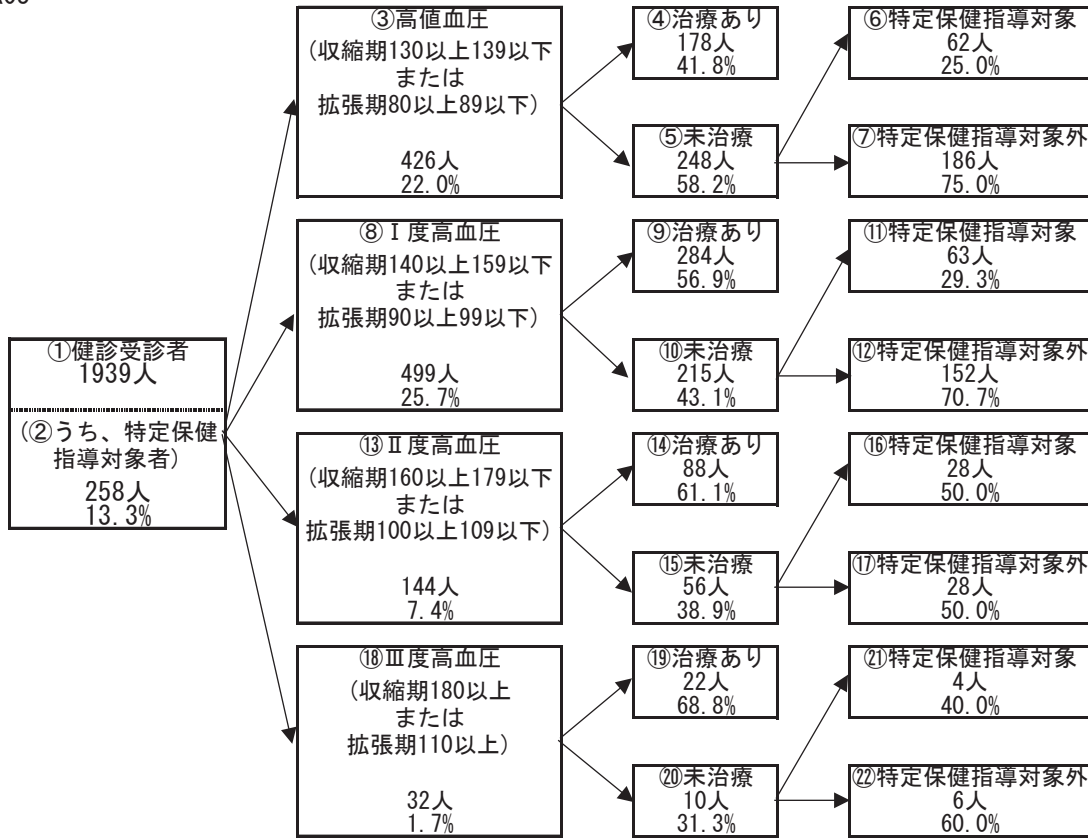 ①健診受診者
1939人
(②うち、特定保健
指導対象者)
258人
13.3%
③高値血圧
(収縮期130以上139以下
または
拡張期80以上89以下)
426人
22.0%
④治療あり
178人
41.8%
⑤未治療
248人
58.2%
⑥特定保健指導対象
62人
25.0%
⑦特定保健指導対象外
186人
75.0%
⑧Ⅰ度高血圧
(収縮期140以上159以下
または
拡張期90以上99以下)
499人
25.7%
⑨治療あり
284人
56.9%
⑩未治療
215人
43.1%
⑪特定保健指導対象
63人
29.3%
⑫特定保健指導対象外
152人
70.7%
⑬Ⅱ度高血圧
(収縮期160以上179以下
または
拡張期100以上109以下)
144人
7.4%
⑭治療あり
88人
61.1%
⑮未治療
56人
38.9%
⑯特定保健指導対象
28人
50.0%
⑰特定保健指導対象外
28人
50.0%
⑱Ⅲ度高血圧
(収縮期180以上
または
拡張期110以上)
32人
1.7%
⑲治療あり
22人
68.8%
⑳未治療
10人
31.3%
㉑特定保健指導対象
4人
40.0%
㉒特定保健指導対象外
6人
60.0%